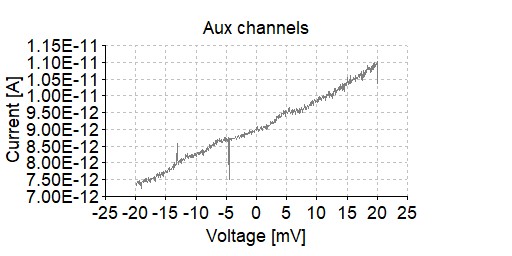 Aux channels
1.15E-11
1.10E-11
1.05E-11
1.00E-11
9.50E-12
9.00E-12
8.50E-12
8.00E-12
7.50E-12
7.00E-12
Current [A]
-25 -20 -15 -10 -5 0 5 10 15 20 25
Voltage [mV]